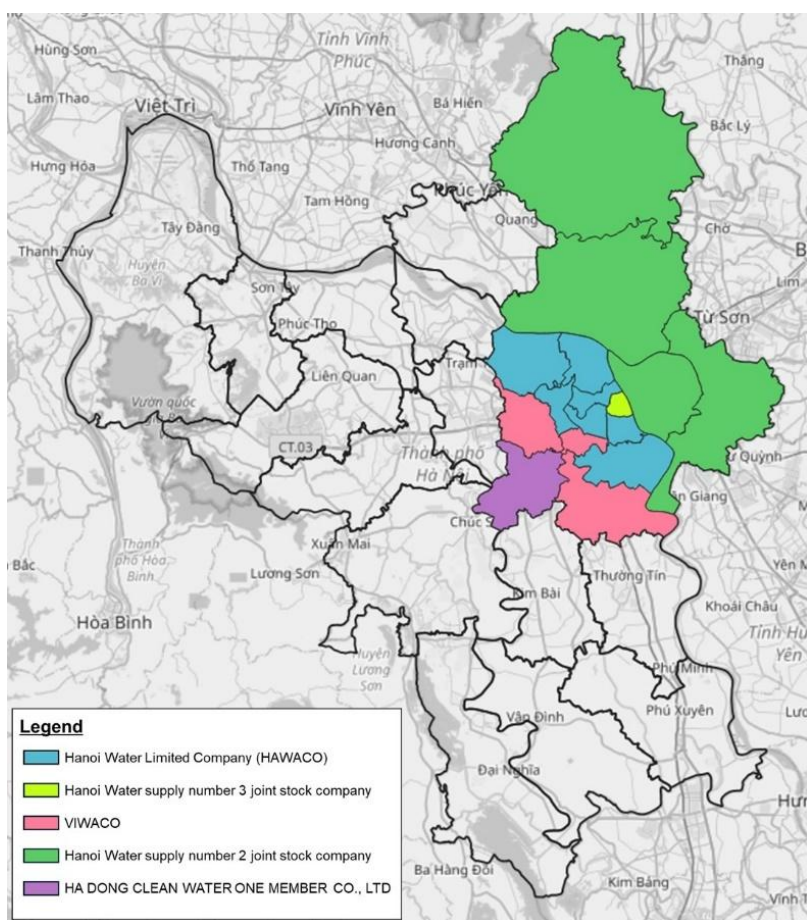 Hùng Sơn
Tỉnh Vĩnh
Phúc
Thắng
Lâm Thao
Việt Trì
Vĩnh Yên
Bá Hiến
Bắc Lý
Hương Canh
Hưng Hóa
Thổ Tang
Tam Hồng
Quang
Chờ
Tây Đằng
Thanh Thủy
Huyện
Ba Vì
Sơn Tây
Lim
Từ Sơn
Phúc Thọ
Trạm
Liên Quan
Vườn quốc
CT.03
Thành phố
Hà Nội
Quỳnh
Chúc S
ăn Giang
Xuân Mai
Thành
phố Hòa
Bình
Bắc
Lương Sơn
Thường Tín
Yên M
Kim Bài
Khoái Châu
Hòa Bình
Tỉnh Hư
Yên
Huyện
Lương
Sơn
Phú Minh
Vân Đình
Phú Xuyên
Đại Nghĩa
Hưn
Ba Hàng Đồi
Kim Bảng
Legend
Hanoi Water Limited Company (HAWACO)
Hanoi Water supply number 3 joint stock company
VIWACO
Hanoi Water supply number 2 joint stock company
HA DONG CLEAN WATER ONE MEMBER CO., LTD